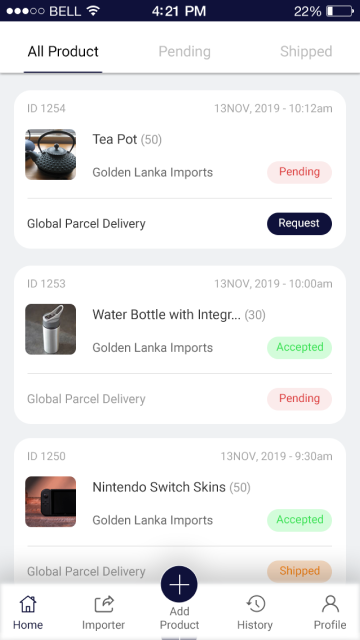 BELL 4:21 PM 22%
All Product Pending Shipped
ID 1254 13NOV, 2019 - 10:12am
Tea Pot (50)
Golden Lanka Imports Pending
Global Parcel Delivery Request
ID 1253 13NOV, 2019 - 10:00am
Water Bottle with Integr... (30)
Golden Lanka Imports Accepted
Global Parcel Delivery Pending
ID 1250 13NOV, 2019 - 9:30am
Nintendo Switch Skins (50)
Golden Lanka Imports Accepted
Global Parcel Delivery Shipped
Home Importer Add Product History Profile